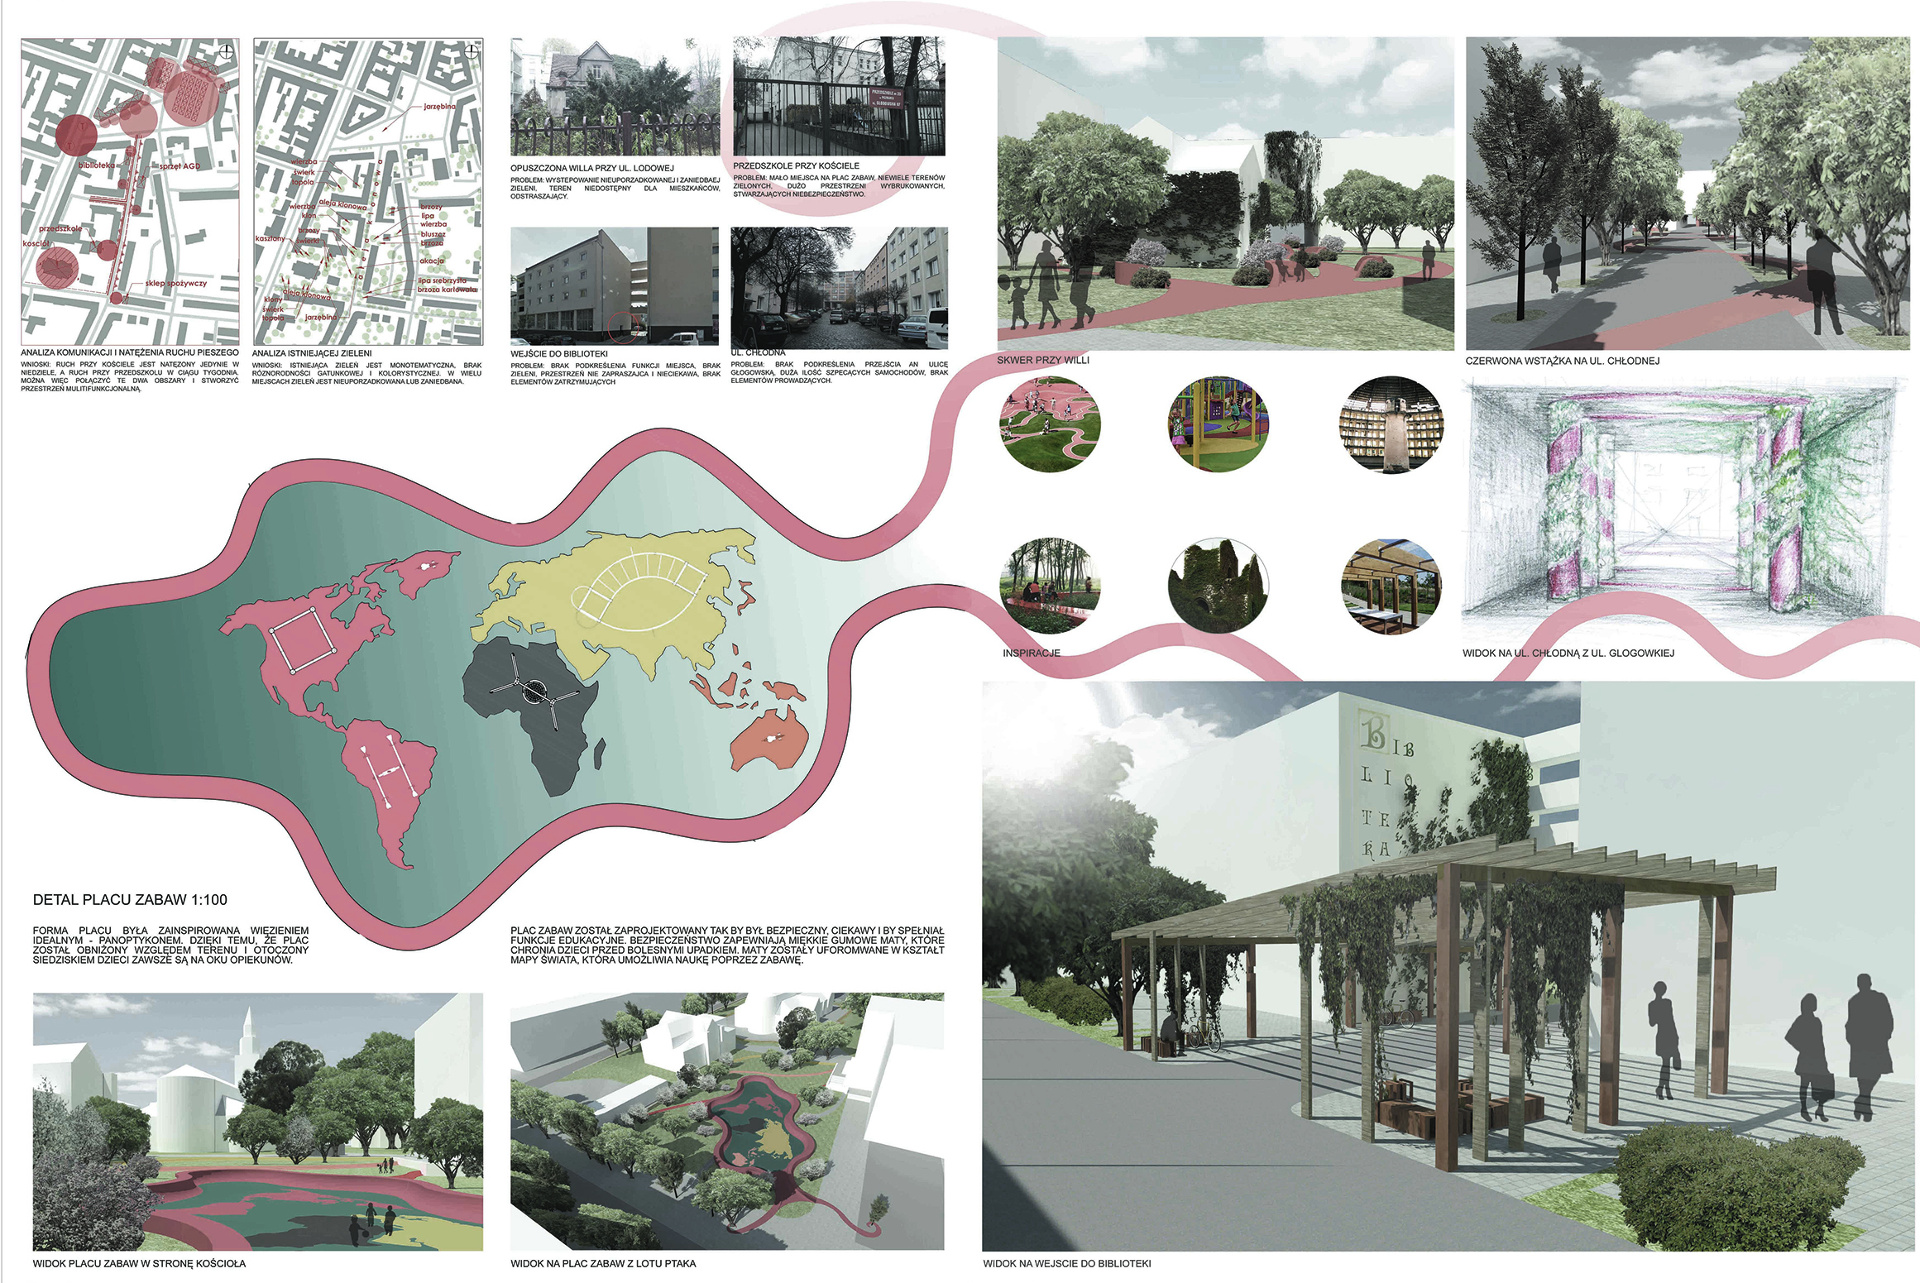 biblioteka
sprzęt AGD
przedszkole
kościół
sklep spożywczy
ANALIZA KOMUNIKACJI I NATĘŻENIA RUCHU PIESZEGO
WNIOSKI: RUCH PRZY KOŚCIELE JEST NATĘŻONY JEDYNIE W
NIEDZIELE, A RUCH PRZY PRZEDSZKOLU W CIĄGU TYGODNIA.
MOŻNA WIĘC POŁĄCZYĆ TE DWA OBSZARY I STWORZYĆ
PRZESTRZEŃ MULITIFUNKCJONALNĄ.
jarzębina
wierzba
świerk
topola
aleja klonowa
wierzba
klon
brzozy
lipa
wierzba
bluszcz
brzoza
kasztany
brzozy
świerki
akacja
lipa srebrzysta
brzoza karłowata
aleja klonowa
klony
świerk
topola
jarzębina
ANALIZA ISTNIEJĄCEJ ZIELENI
WNIOSKI: ISTNIEJĄCA ZIELEŃ JEST MONOTEMATYCZNA, BRAK
RÓŻNORODNOŚCI GATUNKOWEJ I KOLORYSTYCZNEJ. W WIELU
MIEJSCACH ZIELEŃ JEST NIEUPORZĄDKOWANA LUB ZANIEDBANA.
OPUSZCZONA WILLA PRZY UL. LODOWEJ
PROBLEM: WYSTEPOWANIE NIEUPORZADKOWANEJ I ZANIEDBAEJ
ZIELENI, TEREN NIEDOSTĘPNY DLA MIESZKAŃCÓW,
ODSTRASZAJĄCY.
PRZEDSZKOLE PRZY KOŚCIELE
PROBLEM: MAŁO MIEJSCA NA PLAC ZABAW, NIEWIELE TERENÓW
ZIELONYCH, DUŻO PRZESTRZENI WYBRUKOWANYCH,
STWARZAJĄCYCH NIEBEZPIECZEŃSTWO.
WEJŚCIE DO BIBLIOTEKI
PROBLEM: BRAK PODKREŚLENIA FUNKCJI MIEJSCA, BRAK
ZIELENI, PRZESTRZEŃ NIE ZAPRASZAJCA I NIECIEKAWA, BRAK
ELEMENTÓW ZATRZYMUJĄCYCH
UL. CHŁODNA
PROBLEM: BRAK PODKREŚLENIA PRZEJŚCIA AN ULICĘ
GŁOGOWSKĄ, DUŻA ILOŚĆ SZPECĄCYCH SAMOCHODÓW, BRAK
ELEMENTÓW PROWADZĄCYCH.
SKWER PRZY WILLI
CZERWONA WSTĄŻKA NA UL. CHŁODNEJ
INSPIRACJE
WIDOK NA UL. CHŁODNĄ Z UL. GLOGOWKIEJ
DETAL PLACU ZABAW 1:100
FORMA PLACU BYŁA ZAINSPIROWANA WIĘZIENIEM
IDEALNYM - PANOPTYKONEM. DZIĘKI TEMU, ŻE PLAC
ZOSTAŁ OBNIŻONY WZGLĘDEM TERENU I OTOCZONY
SIEDZISKIEM DZIECI ZAWSZE SĄ NA OKU OPIEKUNÓW.
PLAC ZABAW ZOSTAŁ ZAPROJEKTOWANY TAK BY BYŁ BEZPIECZNY, CIEKAWY I BY SPEŁNIAŁ
FUNKCJE EDUKACYJNE. BEZPIECZEŃSTWO ZAPEWNIAJĄ MIĘKKIE GUMOWE MATY, KTÓRE
CHRONIĄ DZIECI PRZED BOLESNYMI UPADKIEM. MATY ZOSTAŁY UFOROMWANE W KSZTAŁT
MAPY ŚWIATA, KTÓRA UMOŻLIWIA NAUKĘ POPRZEZ ZABAWĘ.
BIB
LIO
TE
KA
WIDOK PLACU ZABAW W STRONĘ KOŚCIOŁA
WIDOK NA PLAC ZABAW Z LOTU PTAKA
WIDOK NA WEJSCIE DO BIBLIOTEKI